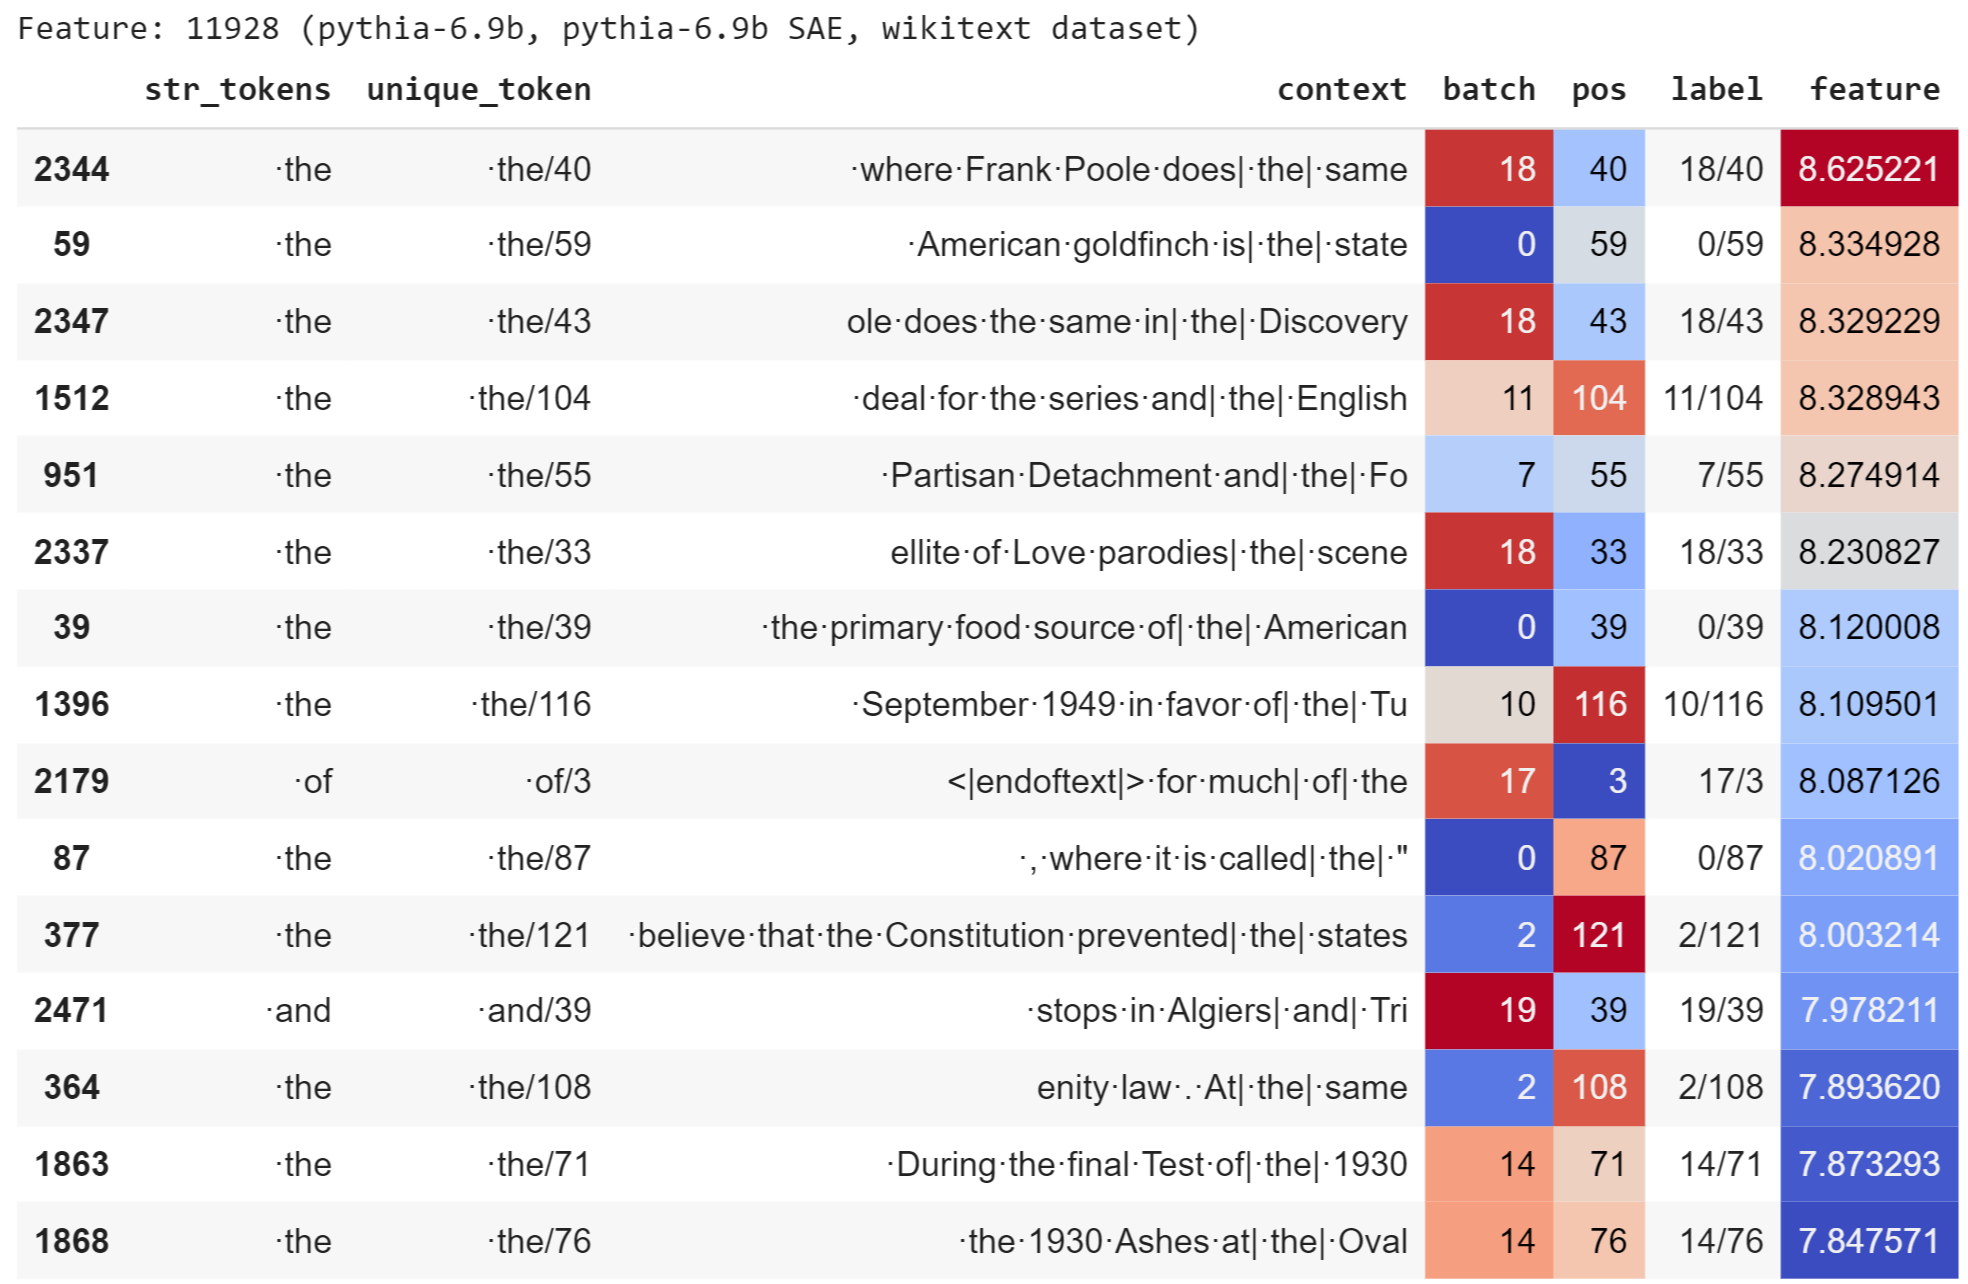 Feature: 11928 (pythia-6.9b, pythia-6.9b SAE, wikitext dataset)
str_tokens unique_token context batch pos label feature
2344 ·the ·the/40 ·where·Frank·Poole·does|·the|·same 18 40 18/40 8.625221
59 ·the ·the/59 ·American·goldfinch·is|·the|·state 0 59 0/59 8.334928
2347 ·the ·the/43 ole·does·the·same·in|·the|·Discovery 18 43 18/43 8.329229
1512 ·the ·the/104 ·deal·for·the·series·and|·the|·English 11 104 11/104 8.328943
951 ·the ·the/55 ·Partisan·Detachment·and|·the|·Fo 7 55 7/55 8.274914
2337 ·the ·the/33 ellite·of·Love·parodies|·the|·scene 18 33 18/33 8.230827
39 ·the ·the/39 ·the·primary·food·source·of|·the|·American 0 39 0/39 8.120008
1396 ·the ·the/116 ·September·1949·in·favor·of|·the|·Tu 10 116 10/116 8.109501
2179 ·of ·of/3 <|endoftext|>·for·much|·of|·the 17 3 17/3 8.087126
87 ·the ·the/87 ·,·where·it·is·called|·the|·" 0 87 0/87 8.020891
377 ·the ·the/121 ·believe·that·the·Constitution·prevented|·the|·states 2 121 2/121 8.003214
2471 ·and ·and/39 ·stops·in·Algiers|·and|·Tri 19 39 19/39 7.978211
364 ·the ·the/108 enity·law·.·At|·the|·same 2 108 2/108 7.893620
1863 ·the ·the/71 ·During·the·final·Test·of|·the|·1930 14 71 14/71 7.873293
1868 ·the ·the/76 ·the·1930·Ashes·at|·the|·Oval 14 76 14/76 7.847571